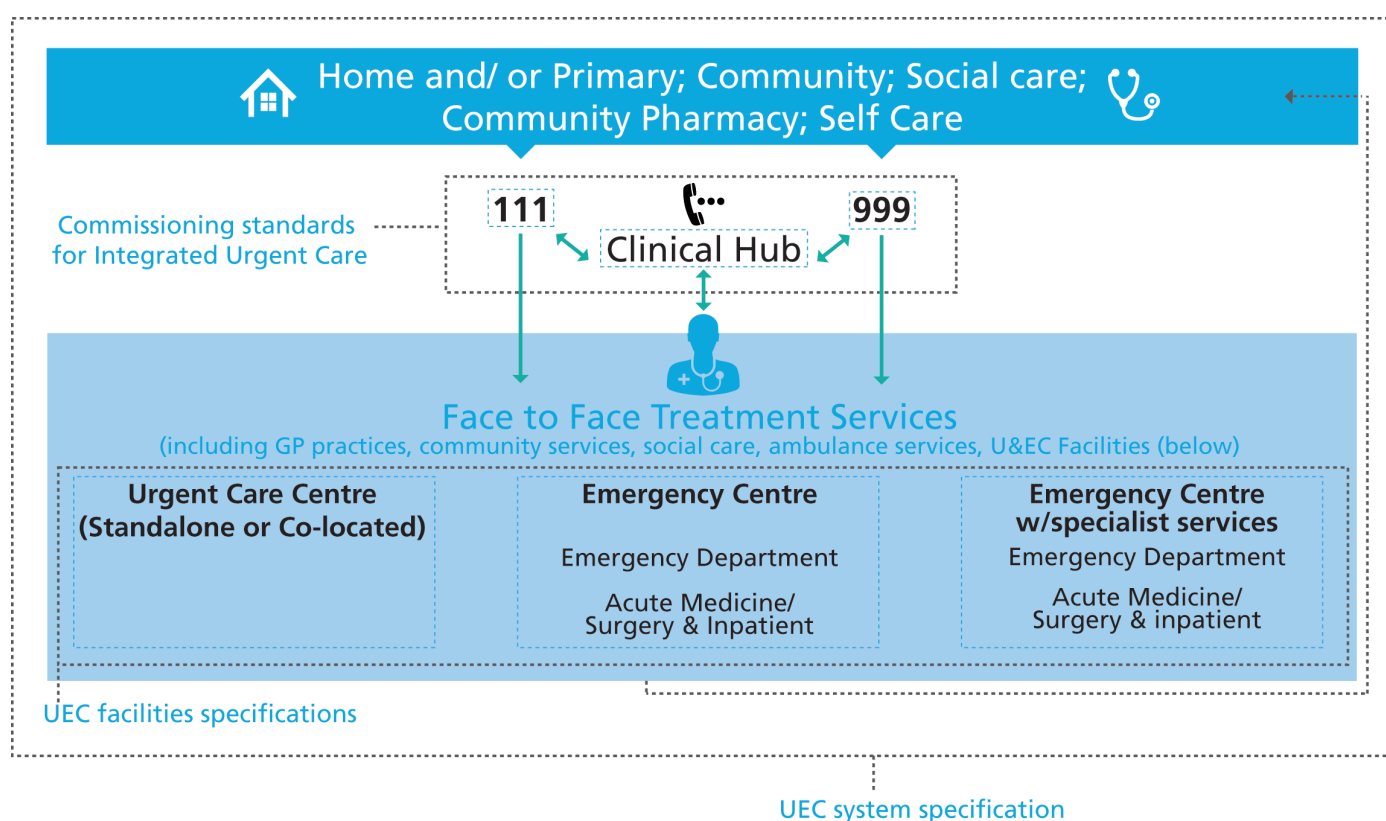 Home and/ or Primary; Community; Social care;
Community Pharmacy; Self Care
111
999
Clinical Hub
Commissioning standards
for Integrated Urgent Care
Face to Face Treatment Services
(including GP practices, community services, social care, ambulance services, U&EC Facilities (below)
Urgent Care Centre
(Standalone or Co-located)
Emergency Centre
Emergency Department
Acute Medicine/
Surgery & Inpatient
Emergency Centre
w/specialist services
Emergency Department
Acute Medicine/
Surgery & inpatient
UEC facilities specifications
UEC system specification